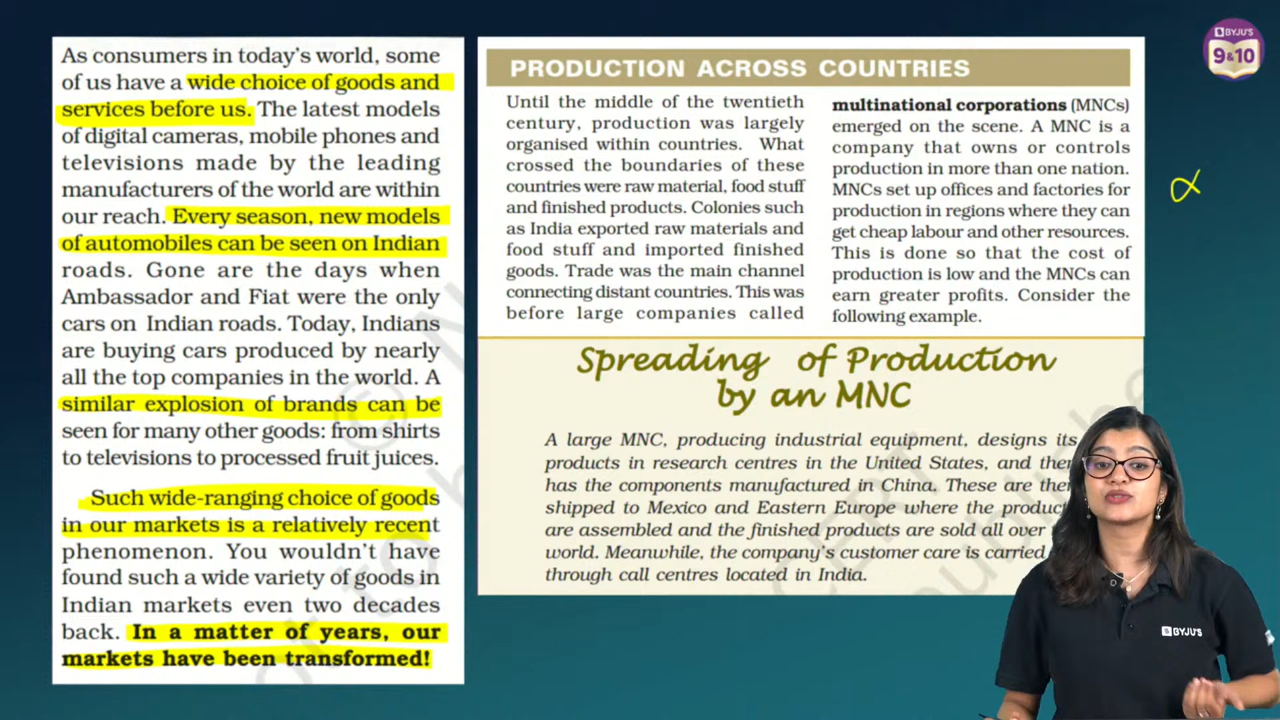 As consumers in today's world, some
of us have a wide choice of goods and
services before us. The latest models
of digital cameras, mobile phones and
televisions made by the leading
manufacturers of the world are within
our reach. Every season, new models
of automobiles can be seen on Indian
roads. Gone are the days when
Ambassador and Fiat were the only
cars on Indian roads. Today, Indians
are buying cars produced by nearly
all the top companies in the world. A
similar explosion of brands can be
seen for many other goods: from shirts
to televisions to processed fruit juices.
Such wide-ranging choice of goods
in our markets is a relatively recent
phenomenon. You wouldn't have
found such a wide variety of goods in
Indian markets even two decades
back. In a matter of years, our
markets have been transformed!
PRODUCTION ACROSS COUNTRIES
Until the middle of the twentieth
century, production was largely
organised within countries. What
crossed the boundaries of these
countries were raw material, food stuff
and finished products. Colonies such
as India exported raw materials and
food stuff and imported finished
goods. Trade was the main channel
connecting distant countries. This was
before large companies called
multinational corporations (MNCs)
emerged on the scene. A MNC is a
company that owns or controls
production in more than one nation.
MNCs set up offices and factories for
production in regions where they can
get cheap labour and other resources.
This is done so that the cost of
production is low and the MNCs can
earn greater profits. Consider the
following example.
Spreading of Production
by an MNC
A large MNC, producing industrial equipment, designs its
products in research centres in the United States, and then
has the components manufactured in China. These are then
shipped to Mexico and Eastern Europe where the product
are assembled and the finished products are sold all over
world. Meanwhile, the company's customer care is carried
through call centres located in India.
BYJU'S
9&10
BYJU'S